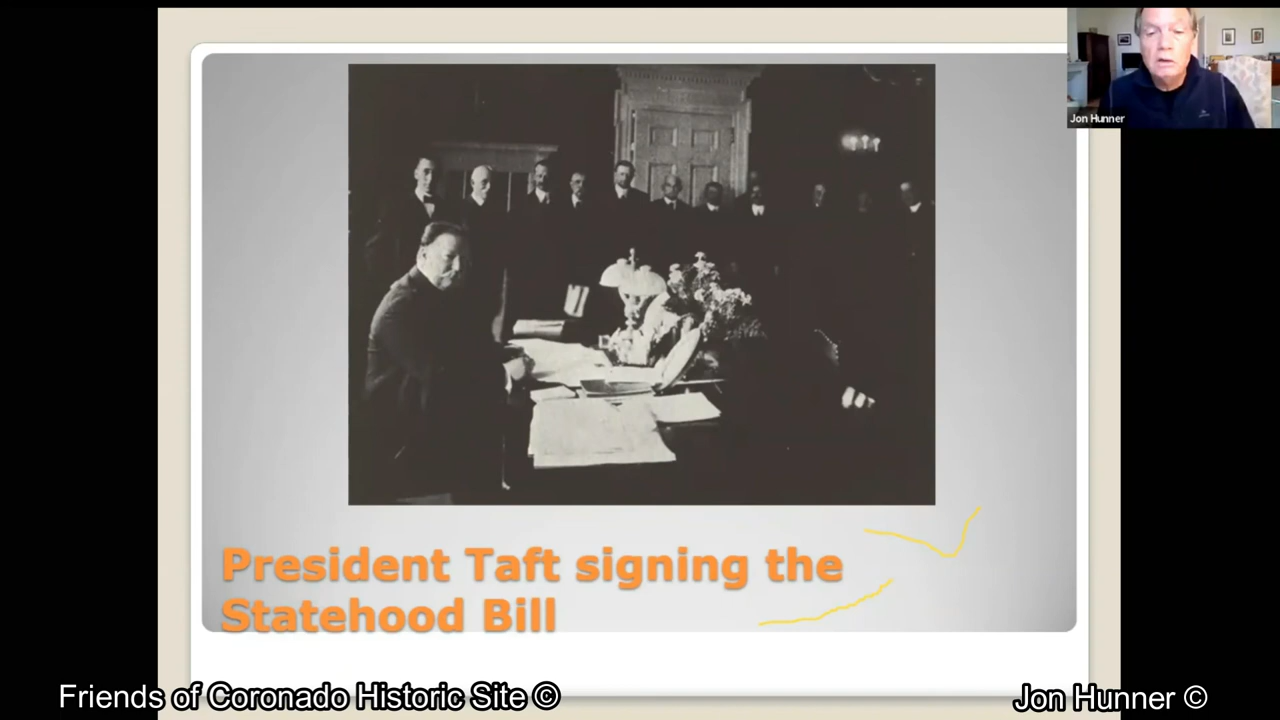 Jon Hunner
President Taft signing the
Statehood Bill
Friends of Coronado Historic Site ©
Jon Hunner ©